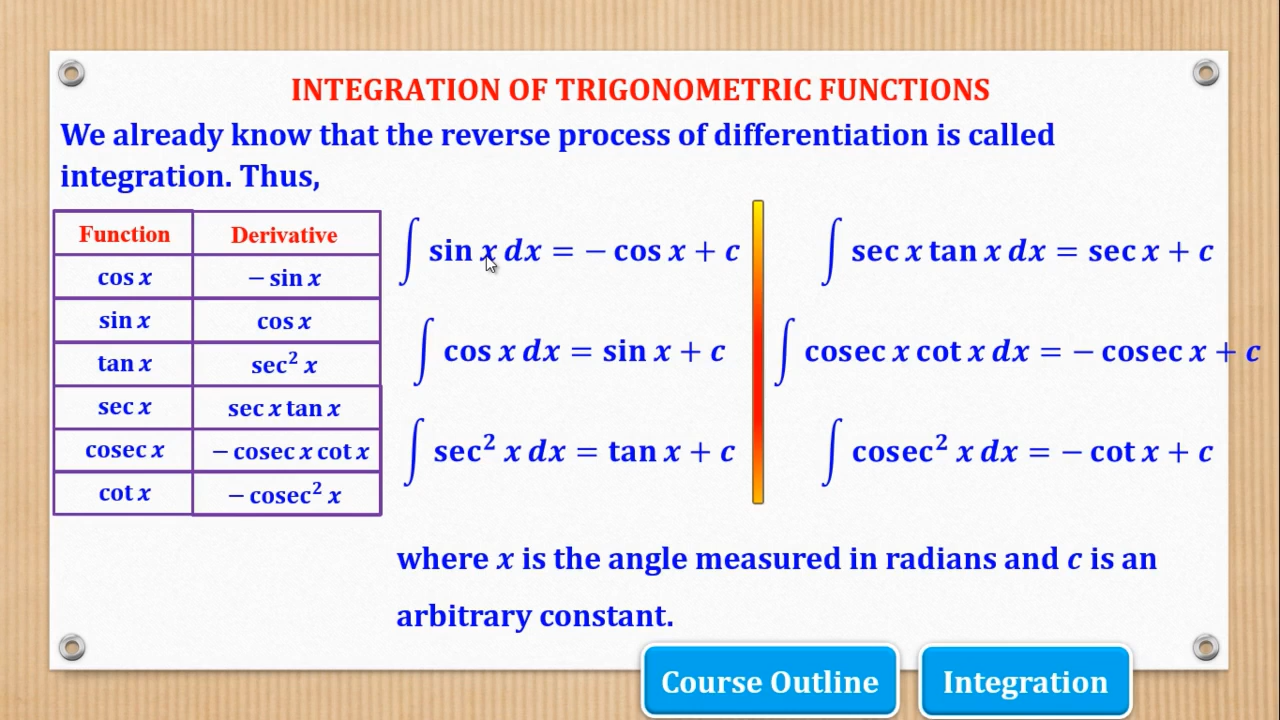 INTEGRATION OF TRIGONOMETRIC FUNCTIONS
We already know that the reverse process of differentiation is called
integration. Thus,
Function Derivative
cos x − sin x
sin x cos x
tan x sec² x
sec x sec x tan x
cosec x − cosec x cot x
cot x − cosec² x
∫ sin x dx = − cos x + c
∫ cos x dx = sin x + c
∫ sec² x dx = tan x + c
∫ sec x tan x dx = sec x + c
∫ cosec x cot x dx = − cosec x + c
∫ cosec² x dx = − cot x + c
where x is the angle measured in radians and c is an
arbitrary constant.
Course Outline
Integration